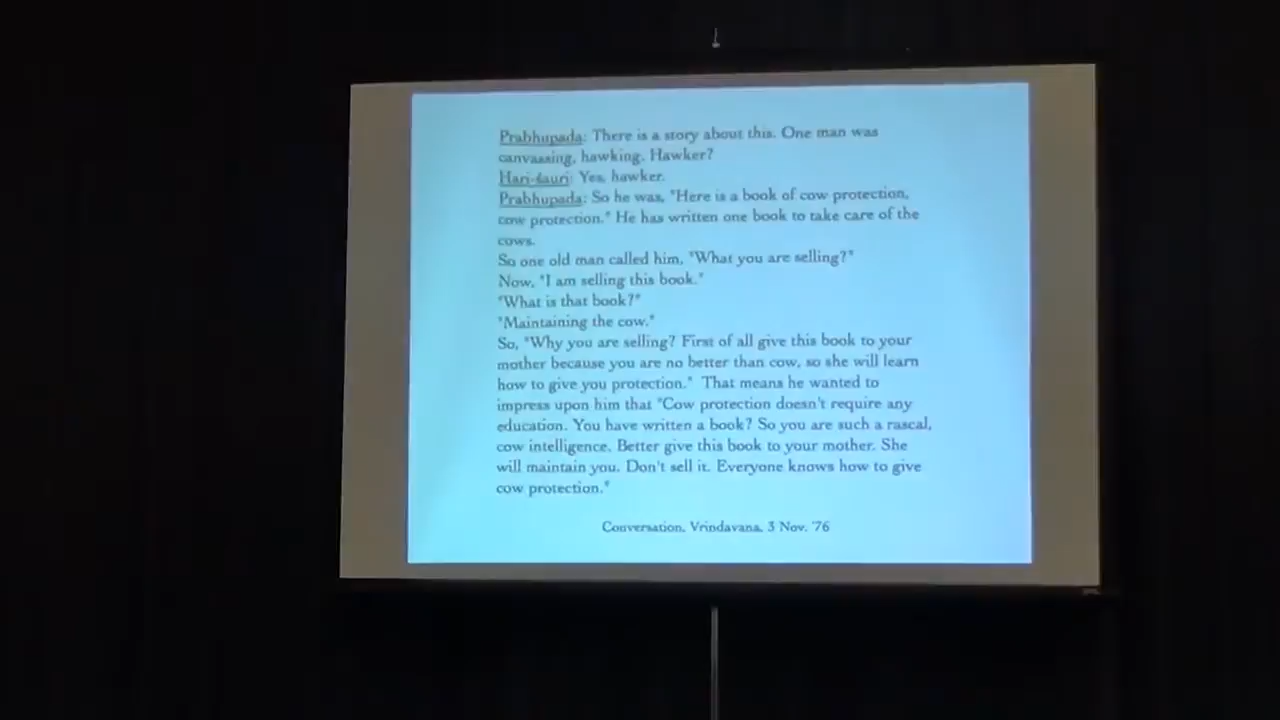 Prabhupada: There is a story about this. One man was
canvassing, hawking. Hawker?
Hari-śauri: Yes, hawker.
Prabhupada: So he was, "Here is a book of cow protection,
cow protection." He has written one book to take care of the
cows.
So one old man called him, "What you are selling?"
Now, "I am selling this book."
"What is that book?"
"Maintaining the cow."
So, "Why you are selling? First of all give this book to your
mother because you are no better than cow, so she will learn
how to give you protection." That means he wanted to
impress upon him that "Cow protection doesn't require any
education. You have written a book? So you are such a rascal,
cow intelligence. Better give this book to your mother. She
will maintain you. Don't sell it. Everyone knows how to give
cow protection."
Conversation, Vrindavana, 3 Nov. '76